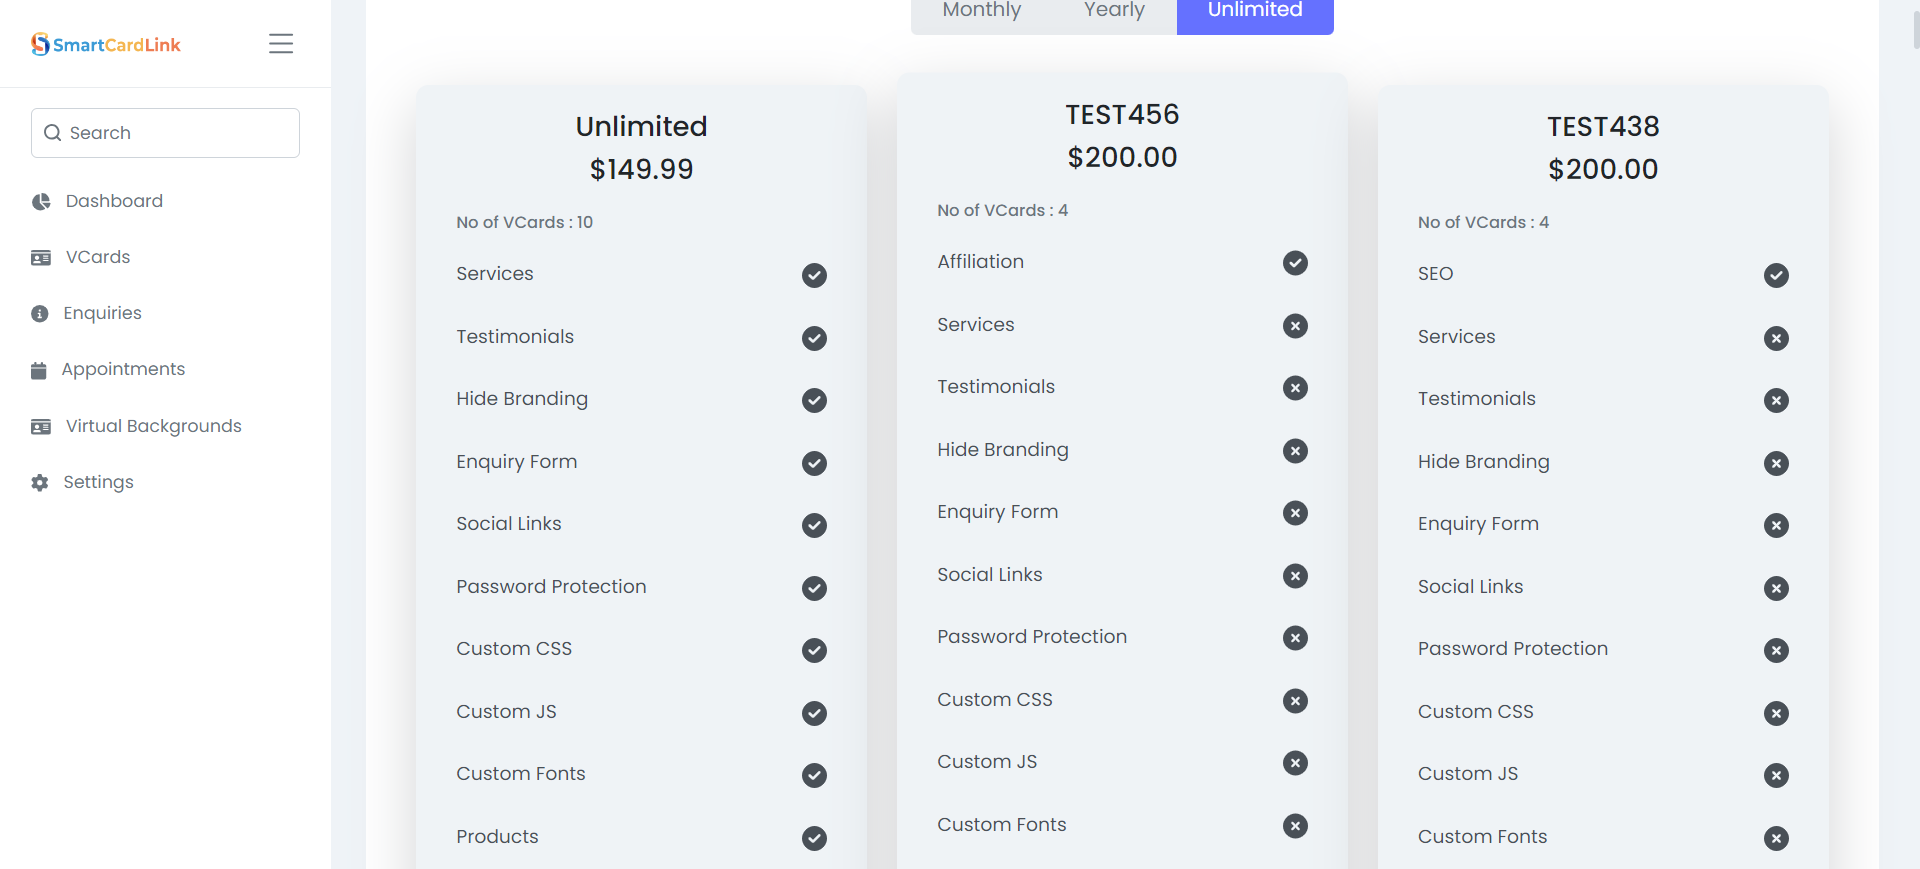 SmartCardLink
Search
Dashboard
VCards
Enquiries
Appointments
Virtual Backgrounds
Settings
Monthly
Yearly
Unlimited
Unlimited
$149.99
No of VCards : 10
Services
Testimonials
Hide Branding
Enquiry Form
Social Links
Password Protection
Custom CSS
Custom JS
Custom Fonts
Products
TEST456
$200.00
No of VCards : 4
Affiliation
Services
Testimonials
Hide Branding
Enquiry Form
Social Links
Password Protection
Custom CSS
Custom JS
Custom Fonts
TEST438
$200.00
No of VCards : 4
SEO
Services
Testimonials
Hide Branding
Enquiry Form
Social Links
Password Protection
Custom CSS
Custom JS
Custom Fonts